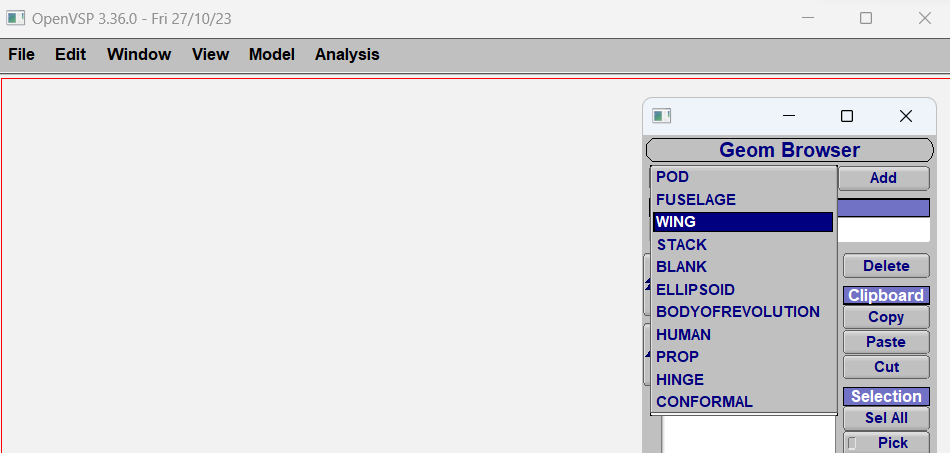 OpenVSP 3.36.0 - Fri 27/10/23
File Edit Window View Model Analysis
Geom Browser
POD
Add
FUSELAGE
WING
STACK
BLANK
Delete
ELLIPSOID
Clipboard
BODYOFREVOLUTION
Copy
HUMAN
Paste
PROP
Cut
HINGE
Selection
CONFORMAL
Sel All
Pick